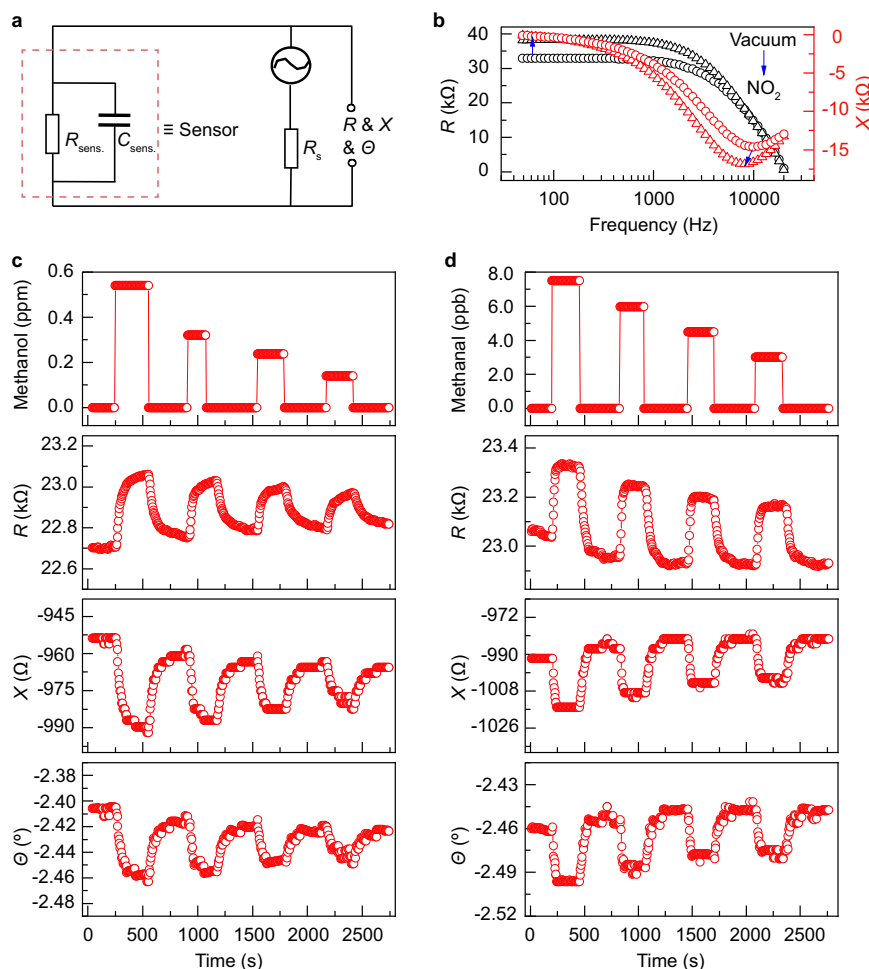 a
R sens.
C sens.
≡ Sensor
R s
R & X
& Θ
b
40
30
20
10
0
R (kΩ)
100
1000
10000
Frequency (Hz)
0
-5
-10
-15
X (kΩ)
Vacuum
NO2
c
0.6
0.4
0.2
0.0
Methanol (ppm)
23.2
23.0
22.8
22.6
R (kΩ)
-945
-960
-975
-990
X (Ω)
-2.38
-2.40
-2.42
-2.44
-2.46
-2.48
Θ (º)
0 500 1000 1500 2000 2500
Time (s)
d
8.0
6.0
4.0
2.0
0.0
Methanal (ppb)
23.4
23.2
23.0
R (kΩ)
-972
-990
-1008
-1026
X (Ω)
-2.43
-2.46
-2.49
-2.52
Θ (º)
0 500 1000 1500 2000 2500
Time (s)